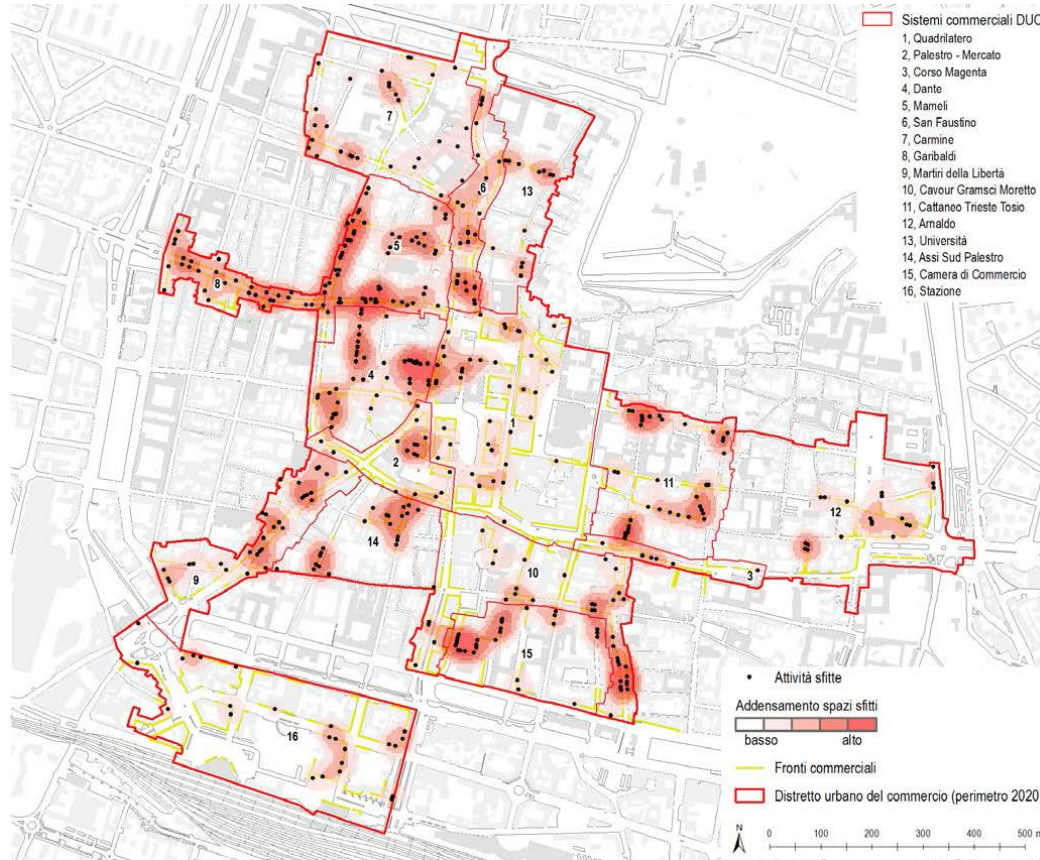 Sistemi commerciali DUC
1, Quadrilatero
2, Palestro - Mercato
3, Corso Magenta
4, Dante
5, Mameli
6, San Faustino
7, Carmine
8, Garibaldi
9, Martiri della Libertà
10, Cavour Gramsci Moretto
11, Cattaneo Trieste Tosio
12, Arnaldo
13, Università
14, Assi Sud Palestro
15, Camera di Commercio
16, Stazione
7
6
13
5
8
4
1
2
11
12
14
10
3
9
15
16
Attività sfitte
Addensamento spazi sfitti
basso alto
Fronti commerciali
Distretto urbano del commercio (perimetro 2020
N
0 100 200 300 400 500 m